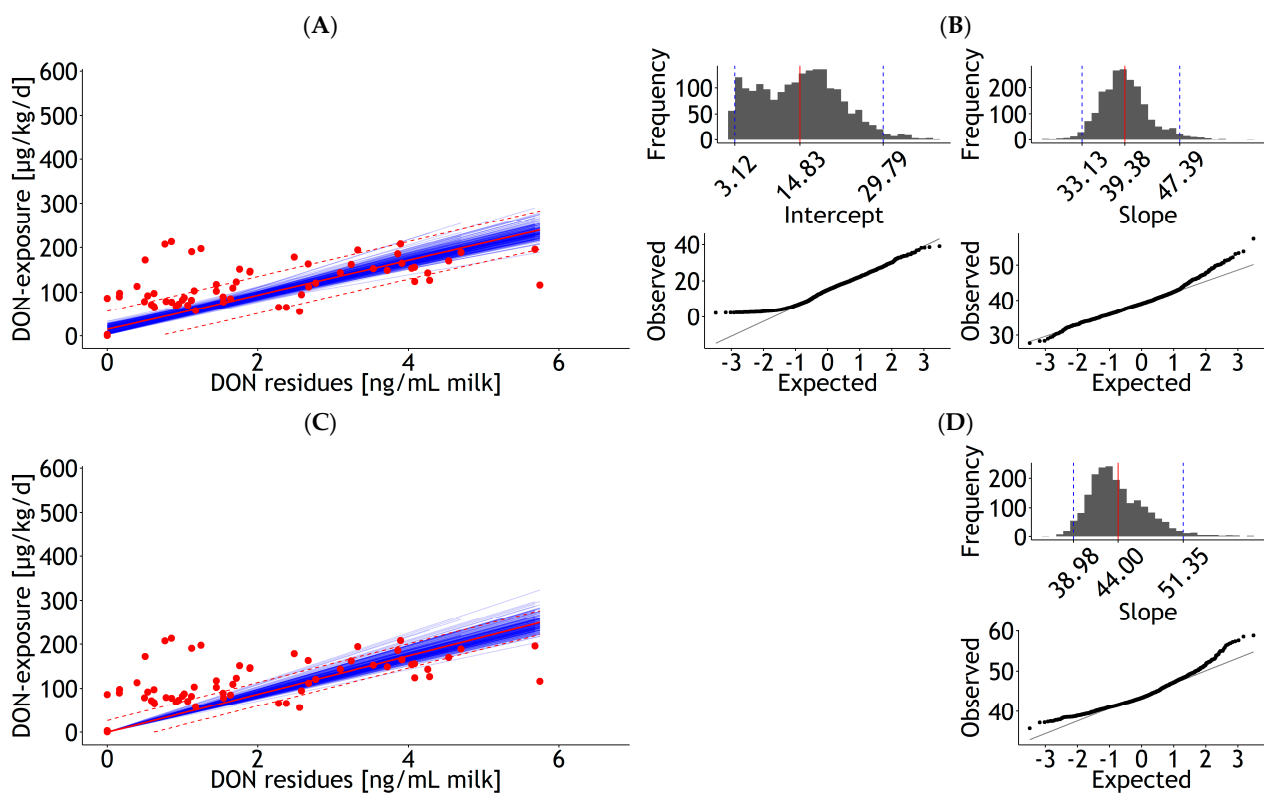 (A)
DON-exposure [µg/kg/d]
600
500
400
300
200
100
0
0 2 4 6
DON residues [ng/mL milk]
(B)
Frequency
100
50
0
3.12 14.83 29.79
Intercept
Frequency
200
100
0
33.13 39.38 47.39
Slope
Observed
40
20
0
-3 -2 -1 0 1 2 3
Expected
50
40
30
-3 -2 -1 0 1 2 3
Observed
Expected
(C)
DON-exposure [µg/kg/d]
600
500
400
300
200
100
0
0 2 4 6
DON residues [ng/mL milk]
(D)
Frequency
200
100
0
38.98 44.00 51.35
Slope
Observed
60
50
40
-3 -2 -1 0 1 2 3
Expected